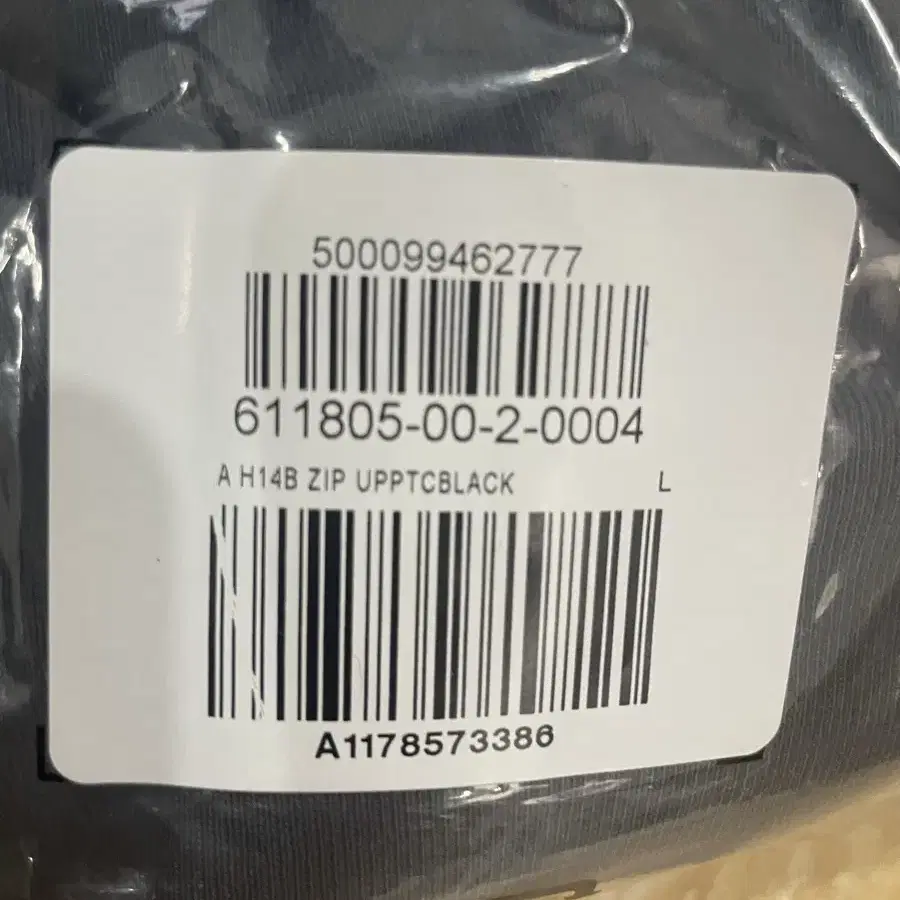 500099462777
611805-00-2-0004
A H14B ZIP UPPTCBLACK L
A1178573386